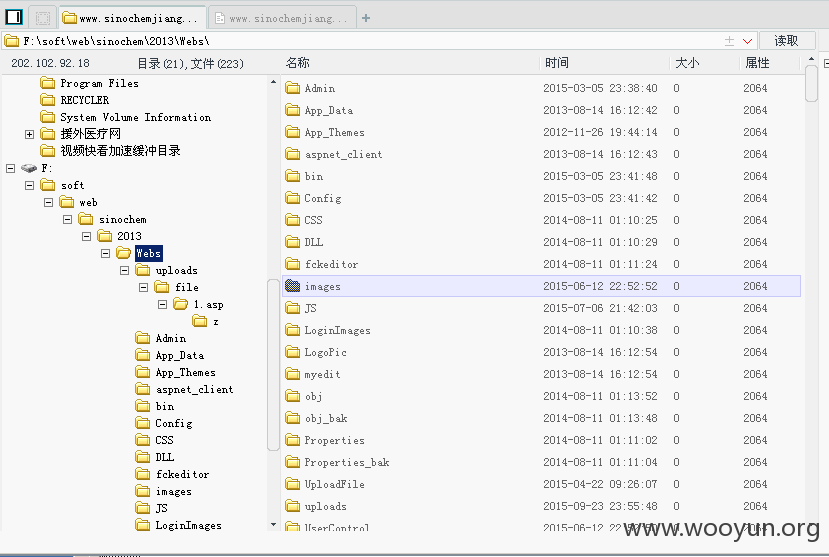 www.sinochemjiang... www.sinochemjiang... +
F:\soft\web\sinochem\2013\Webs\ 读取
202.102.92.18 目录(21),文件(223) 名称 时间 大小 属性
Program Files
RECYCLER
System Volume Information
援外医疗网
视频快看加速缓冲目录
F:
soft
web
sinochem
2013
Webs
uploads
file
1.asp
z
Admin
App_Data
App_Themes
aspnet_client
bin
Config
CSS
DLL
fckeditor
images
JS
LoginImages
Admin 2015-03-05 23:38:40 0 2064
App_Data 2013-08-14 16:12:42 0 2064
App_Themes 2012-11-26 19:44:14 0 2064
aspnet_client 2013-08-14 16:12:43 0 2064
bin 2015-03-05 23:41:48 0 2064
Config 2015-03-05 23:41:42 0 2064
CSS 2014-08-11 01:10:25 0 2064
DLL 2014-08-11 01:10:29 0 2064
fckeditor 2014-08-11 01:11:24 0 2064
images 2015-06-12 22:52:52 0 2064
JS 2015-07-06 21:42:03 0 2064
LoginImages 2014-08-11 01:10:38 0 2064
LogoPic 2013-08-14 16:12:54 0 2064
myedit 2013-08-14 16:12:54 0 2064
obj 2014-08-11 01:13:52 0 2064
obj_bak 2014-08-11 01:13:48 0 2064
Properties 2014-08-11 01:11:02 0 2064
Properties_bak 2014-08-11 01:11:04 0 2064
UploadFile 2015-04-22 09:26:07 0 2064
uploads 2015-09-23 23:55:48 0 2064
UserControl 2015-06-12 0 2064
www.wooyun.org